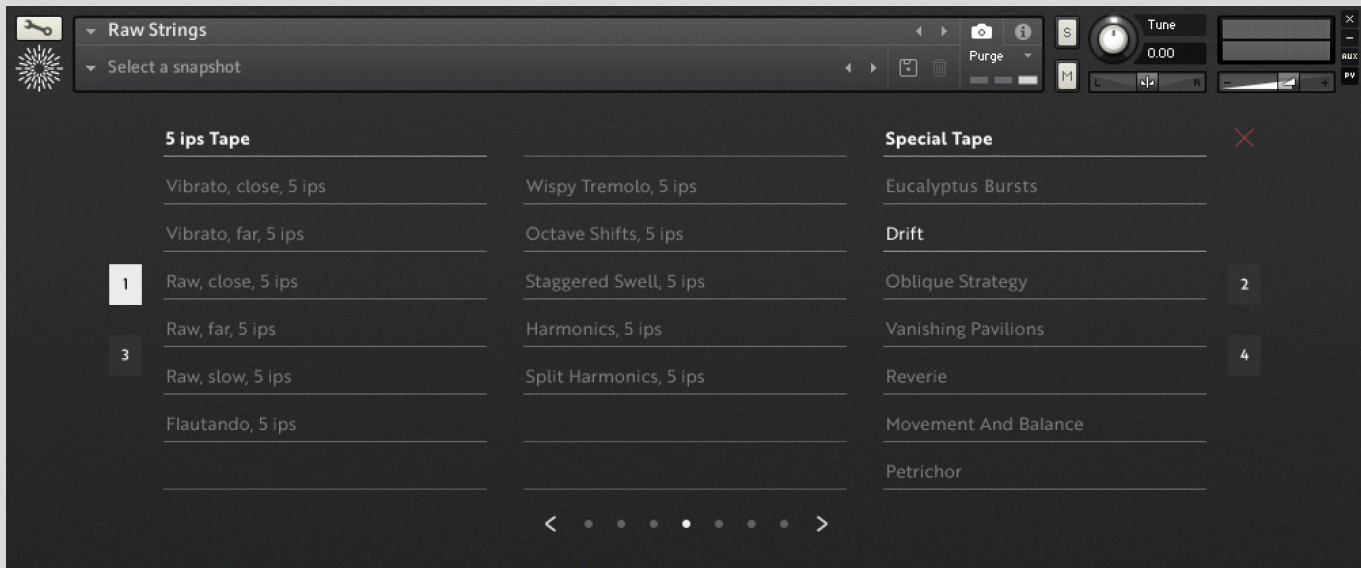 Raw Strings
Select a snapshot
Purge
S
M
Tune
0.00
L R
- +
x
-
AUX
PV
5 ips Tape
Vibrato, close, 5 ips
Vibrato, far, 5 ips
Raw, close, 5 ips
Raw, far, 5 ips
Raw, slow, 5 ips
Flautando, 5 ips
Wispy Tremolo, 5 ips
Octave Shifts, 5 ips
Staggered Swell, 5 ips
Harmonics, 5 ips
Split Harmonics, 5 ips
Special Tape
Eucalyptus Bursts
Drift
Oblique Strategy
Vanishing Pavilions
Reverie
Movement And Balance
Petrichor
1
3
2
4